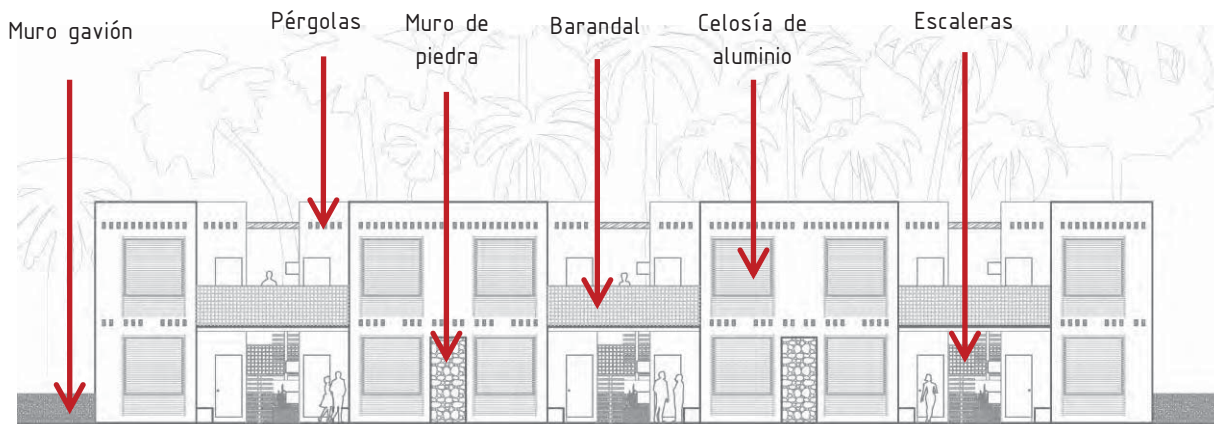 Muro gavión
Pérgolas
Muro de
piedra
Barandal
Celosía de
aluminio
Escaleras